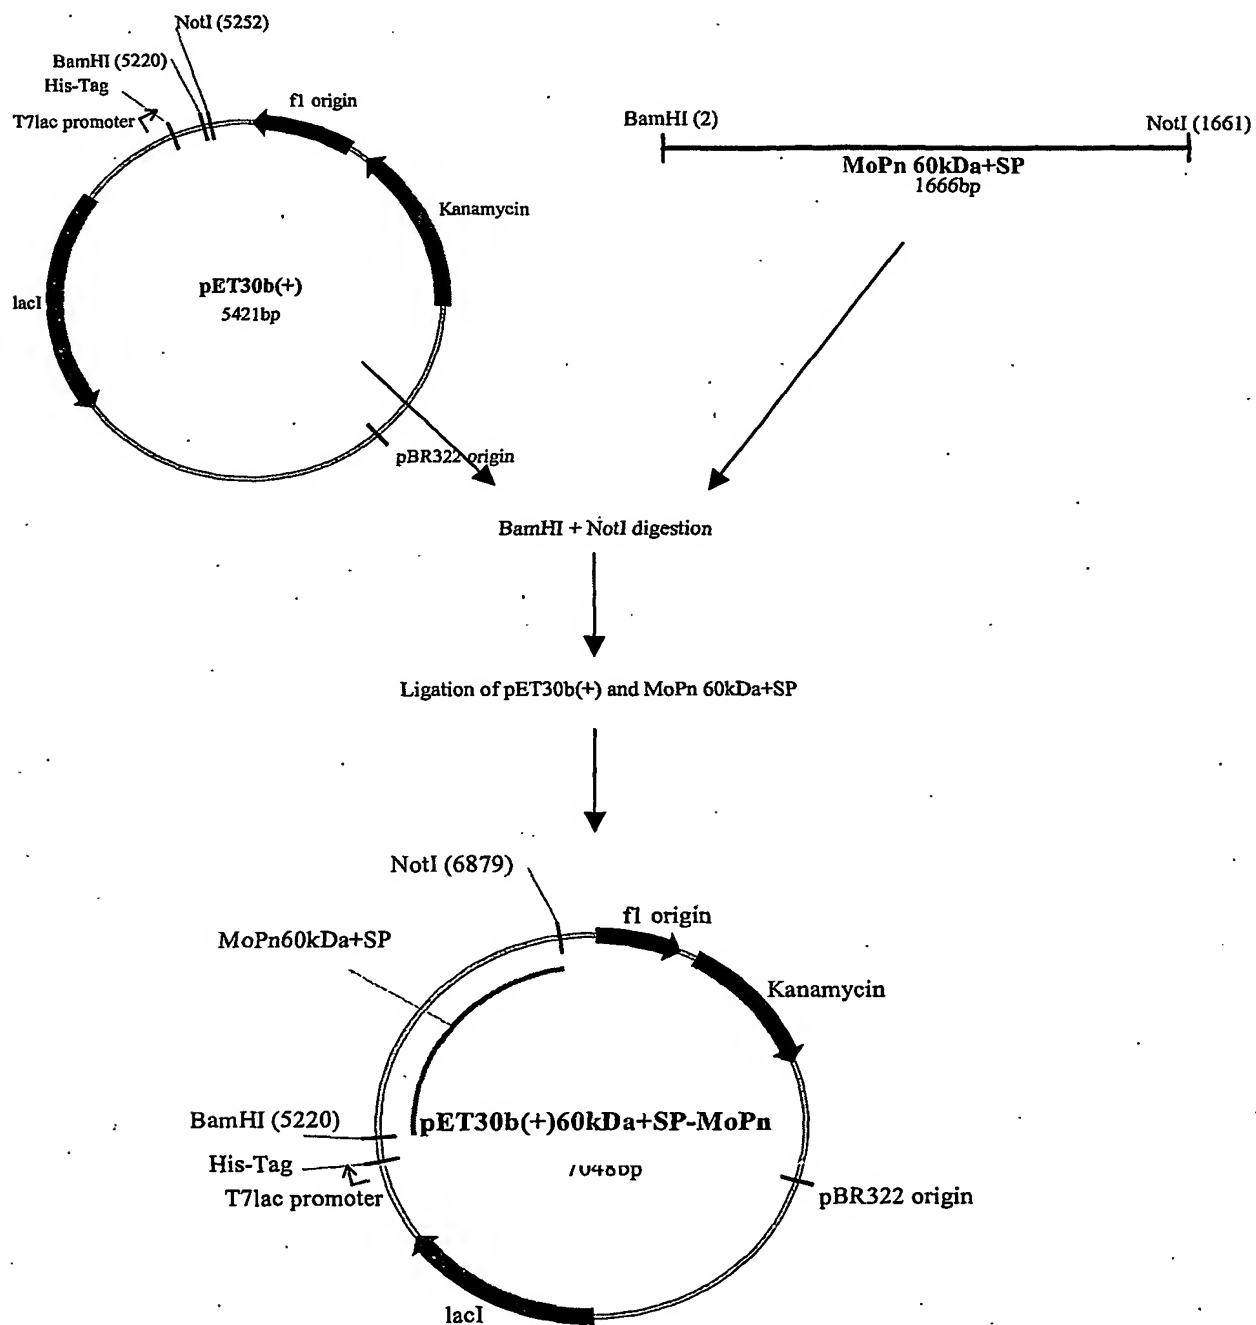 NotI (5252)
BamHI (5220)
His-Tag
T7lac promoter
f1 origin
Kanamycin
lacI
pET30b(+)
5421bp
pBR322 origin
BamHI (2)
NotI (1661)
MoPn 60kDa+SP
1666bp
BamHI + NotI digestion
Ligation of pET30b(+) and MoPn 60kDa+SP
NotI (6879)
f1 origin
MoPn60kDa+SP
Kanamycin
BamHI (5220)
pET30b(+)60kDa+SP-MoPn
7048bp
His-Tag
T7lac promoter
pBR322 origin
lacI